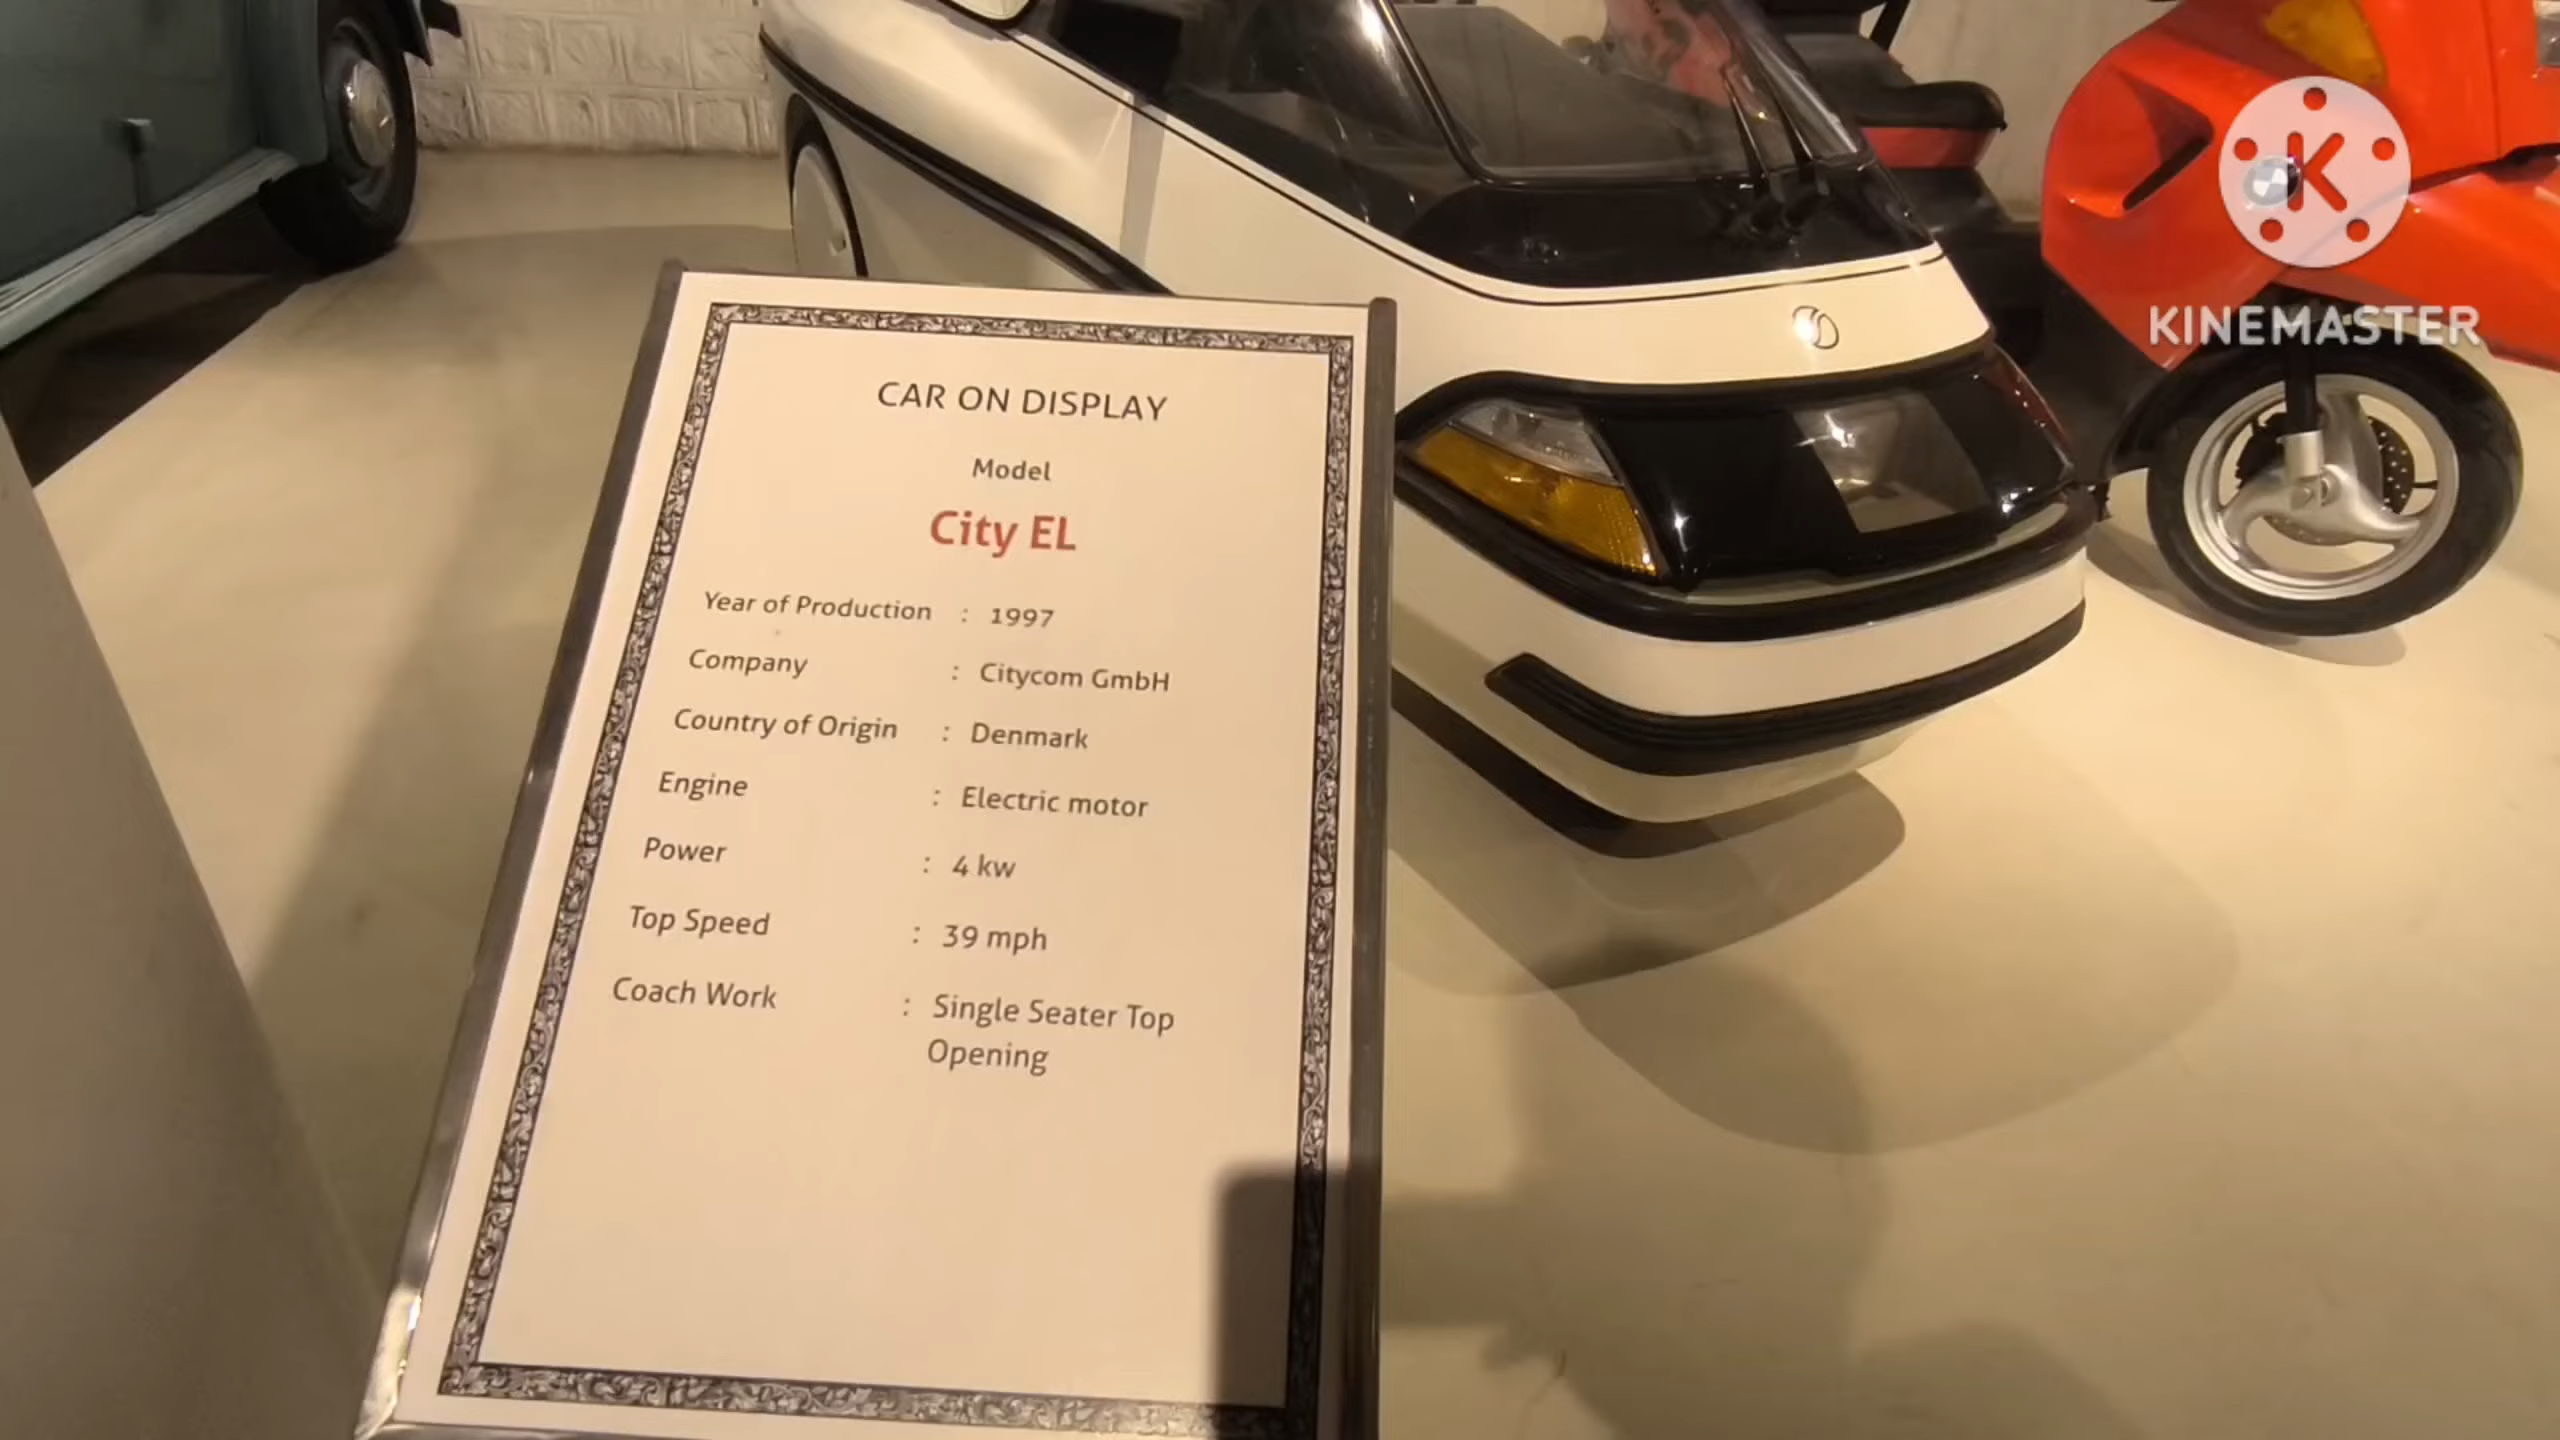 CAR ON DISPLAY
Model
City EL
Year of Production : 1997
Company : Citycom GmbH
Country of Origin : Denmark
Engine : Electric motor
Power : 4 kw
Top Speed : 39 mph
Coach Work : Single Seater Top
Opening
K
KINEMASTER